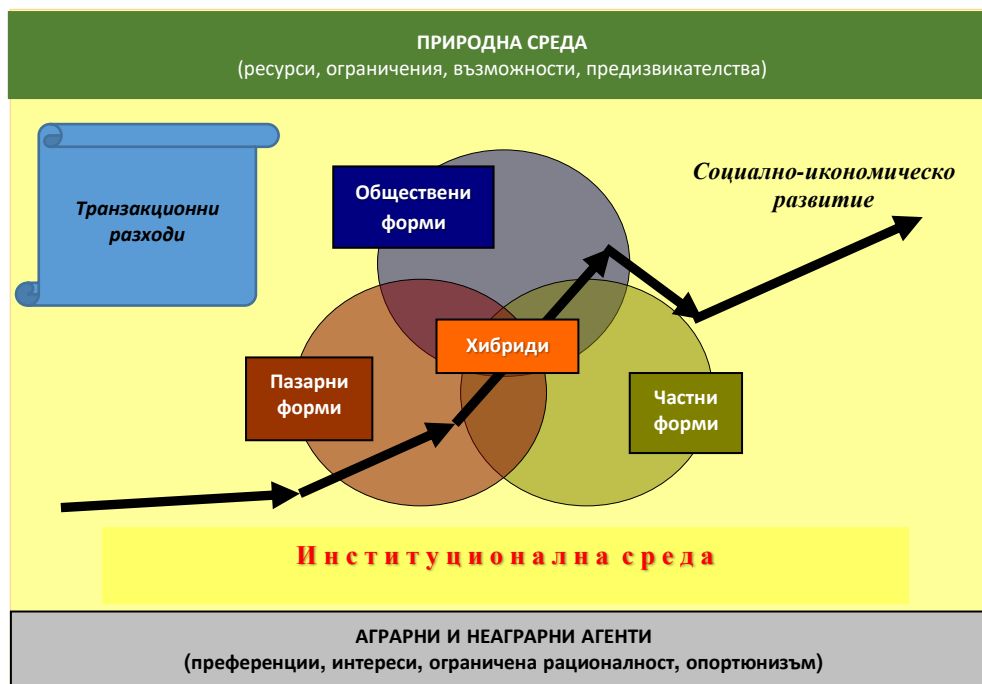 ПРИРОДНА СРЕДА
(ресурси, ограничения, възможности, предизвикателства)
Транзакционни
разходи
Обществени
форми
Социално-икономическо
развитие
Хибриди
Пазарни
форми
Частни
форми
Институционална среда
АГРАРНИ И НЕАГРАРНИ АГЕНТИ
(преференции, интереси, ограничена рационалност, опортюнизъм)